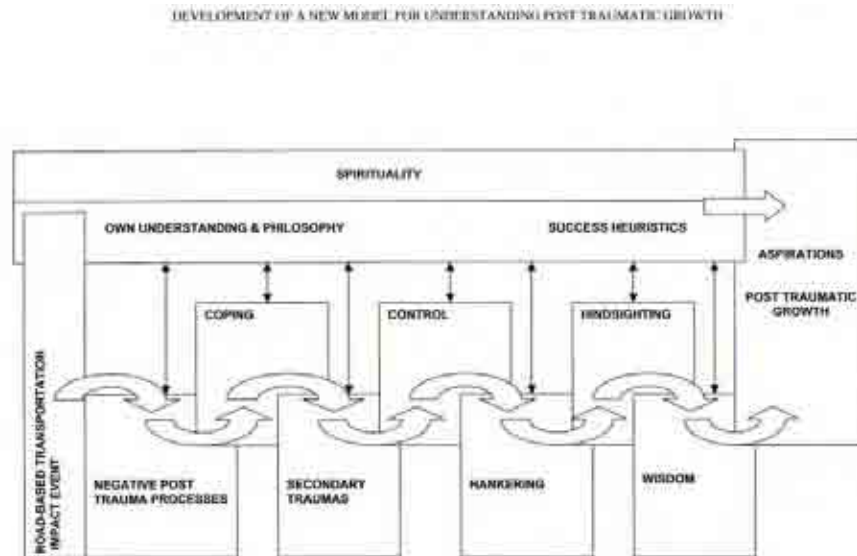 DEVELOPMENT OF A NEW MODEL FOR UNDERSTANDING POST TRAUMATIC GROWTH
SPIRITUALITY
OWN UNDERSTANDING & PHILOSOPHY
SUCCESS HEURISTICS
ASPIRATIONS
POST TRAUMATIC
GROWTH
COPING
CONTROL
HINDSIGHTING
ROAD-BASED TRANSPORTATION
IMPACT EVENT
NEGATIVE POST
TRAUMA PROCESSES
SECONDARY
TRAUMAS
HANKERING
WISDOM